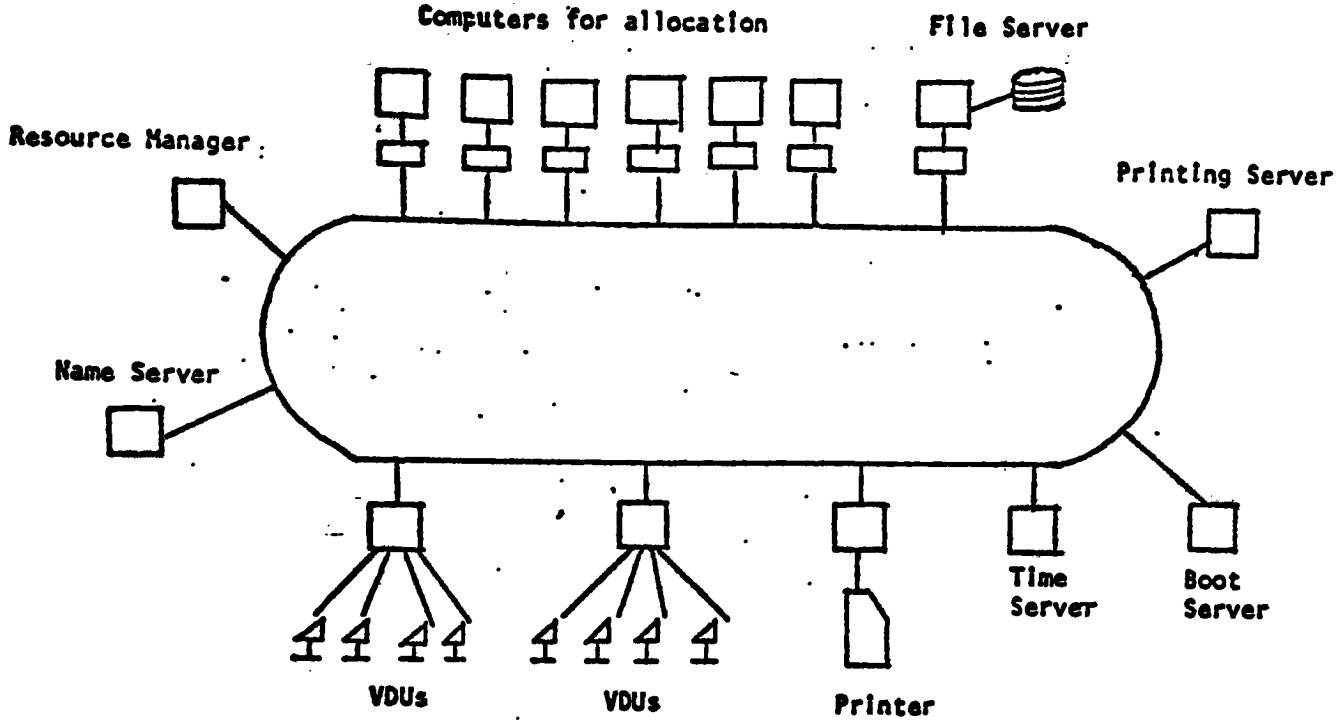 Computers for allocation
File Server
Resource Manager
Printing Server
Name Server
Time
Server
Boot
Server
VDUs
VDUs
Printer